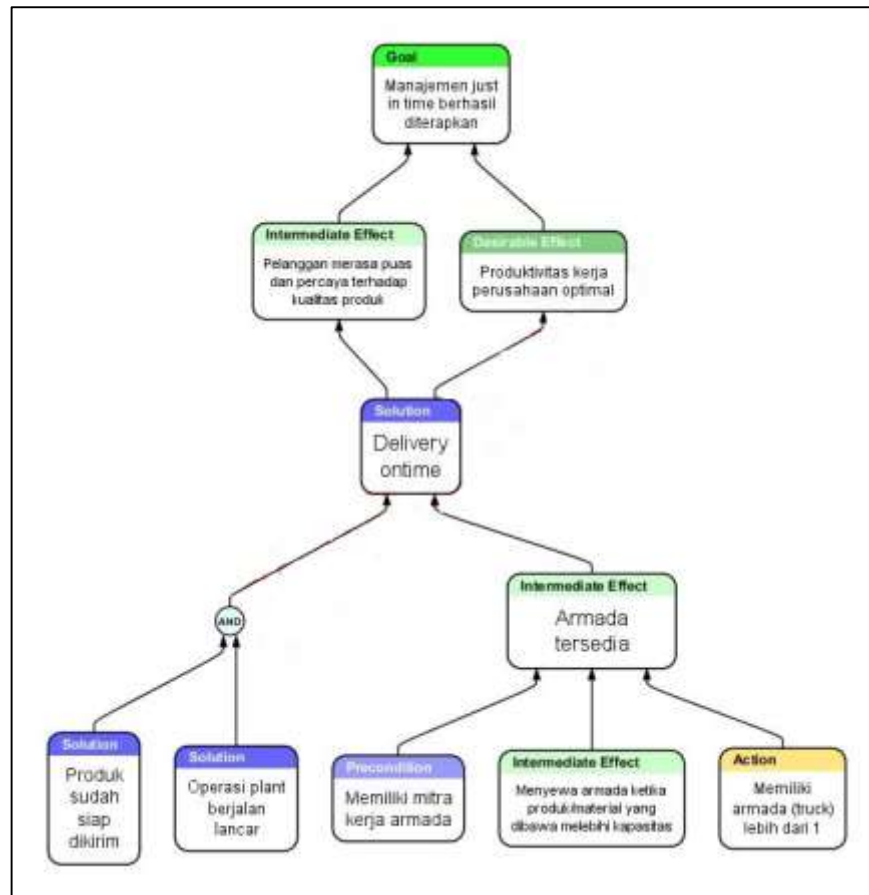 Goal
Manajemen just
in time berhasil
diterapkan
Intermediate Effect
Pelanggan merasa puas
dan percaya terhadap
kualitas produk
Desirable Effect
Produktivitas kerja
perusahaan optimal
Solution
Delivery
ontime
AND
Intermediate Effect
Armada
tersedia
Solution
Produk
sudah
siap
dikirim
Solution
Operasi plant
berjalan
lancar
Precondition
Memiliki mitra
kerja armada
Intermediate Effect
Menyewa armada ketika
produk/material yang
dibawa melebihi kapasitas
Action
Memiliki
armada (truck)
lebih dari 1